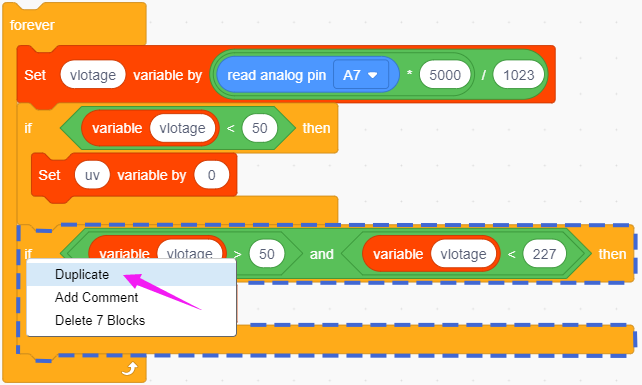 forever
Set vlotage variable by read analog pin A7 * 5000 / 1023
if variable vlotage < 50 then
Set uv variable by 0
if variable vlotage > 50 and variable vlotage < 227 then
Duplicate
Add Comment
Delete 7 Blocks